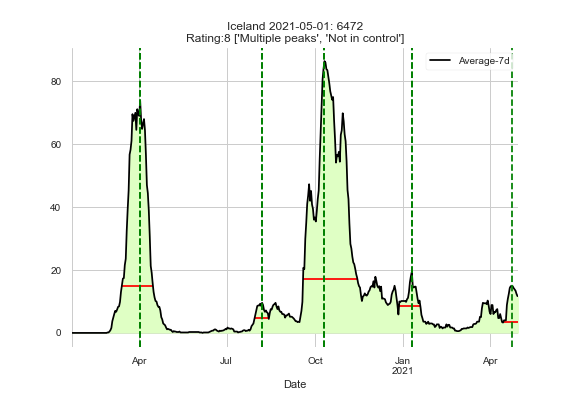 Iceland 2021-05-01: 6472
Rating:8 ['Multiple peaks', 'Not in control']
Average-7d
80
60
40
20
0
Apr Jul Oct Jan Apr
2021
Date